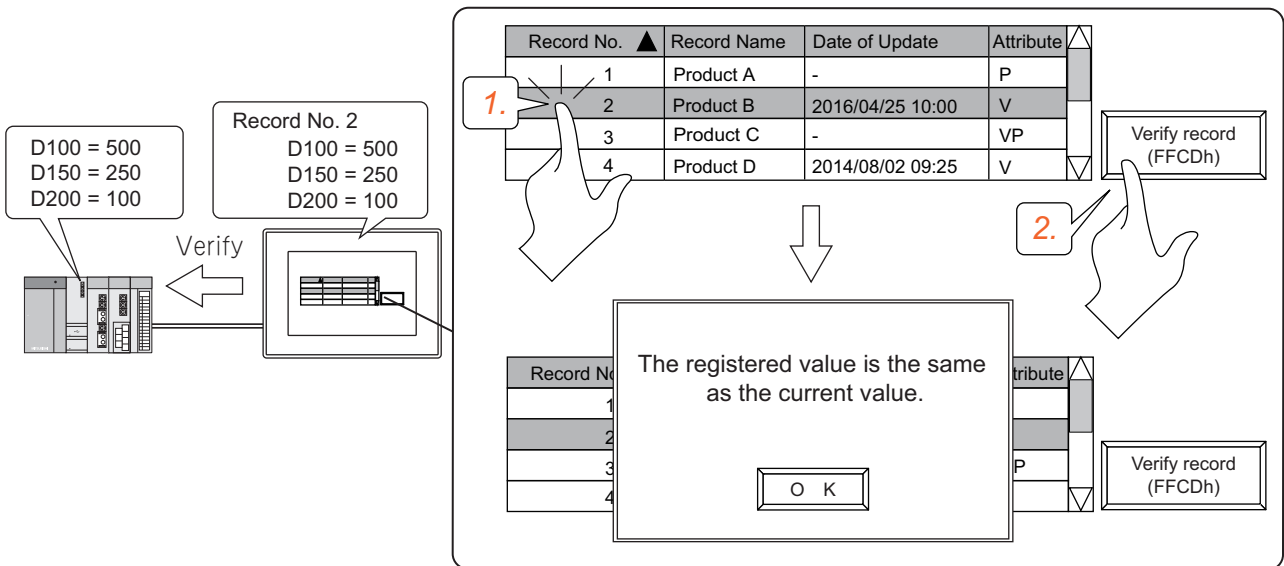 D100 = 500
D150 = 250
D200 = 100
Record No. 2
D100 = 500
D150 = 250
D200 = 100
Verify
Record No. ▲ Record Name Date of Update Attribute
1 Product A - P
2 Product B 2016/04/25 10:00 V
3 Product C - VP
4 Product D 2014/08/02 09:25 V
1.
Verify record
(FFCDh)
2.
Record No
tribute
1
2
3 P
4
The registered value is the same
as the current value.
O K
Verify record
(FFCDh)